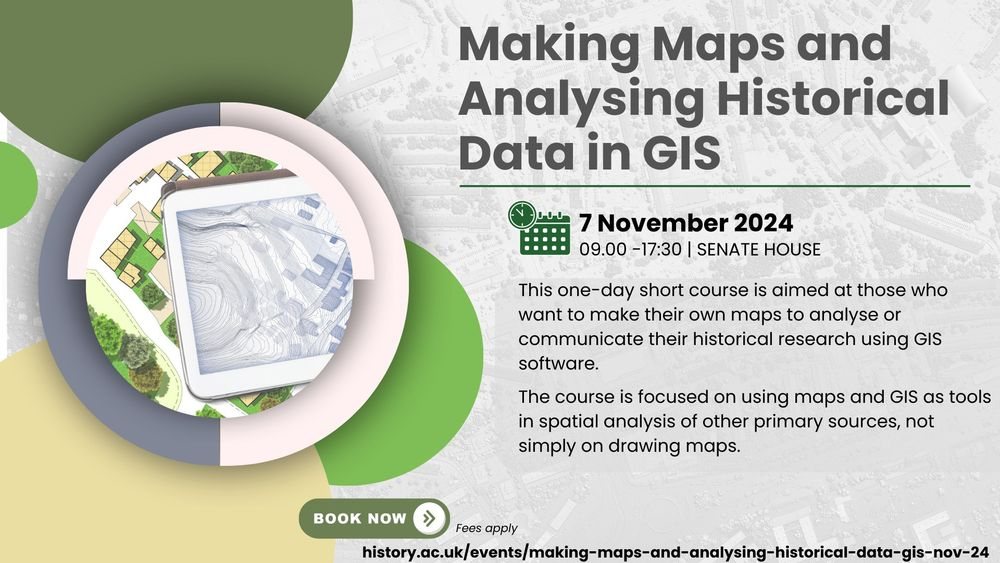 Making Maps and
Analysing Historical
Data in GIS
7 November 2024
09.00 -17:30 | SENATE HOUSE
This one-day short course is aimed at those who
want to make their own maps to analyse or
communicate their historical research using GIS
software.
The course is focused on using maps and GIS as tools
in spatial analysis of other primary sources, not
simply on drawing maps.
BOOK NOW
Fees apply
history.ac.uk/events/making-maps-and-analysing-historical-data-gis-nov-24